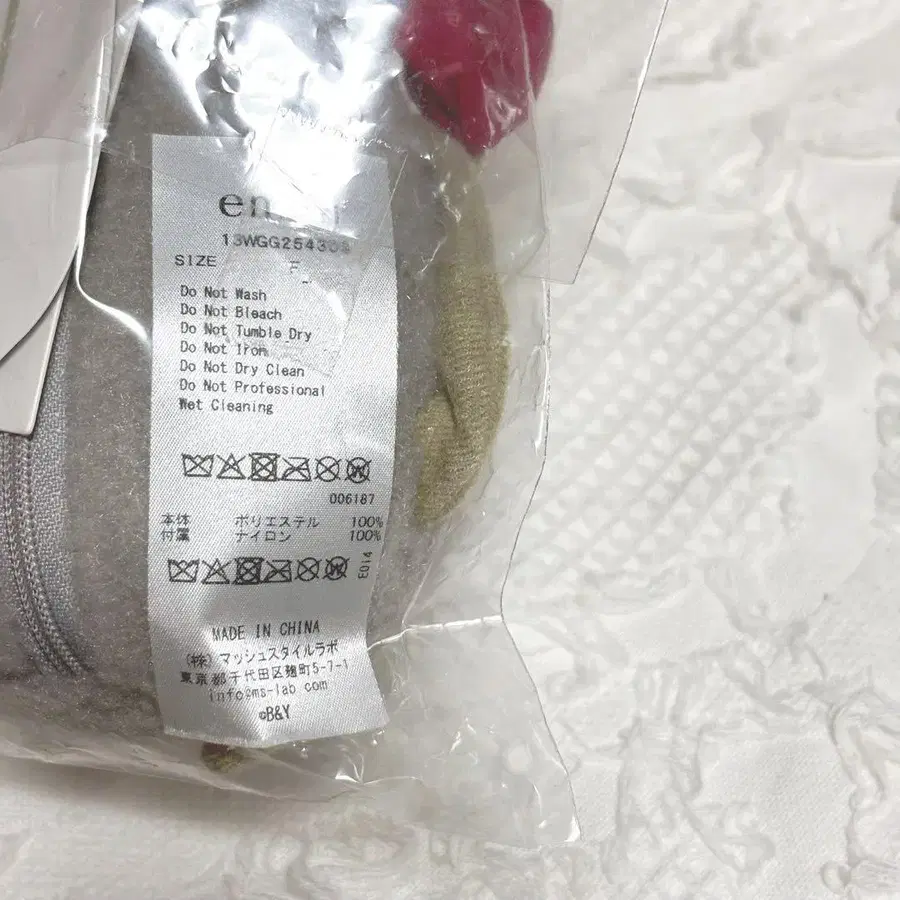 13WGG254303
SIZE F
Do Not Wash
Do Not Bleach
Do Not Tumble Dry
Do Not Iron
Do Not Dry Clean
Do Not Professional
Wet Cleaning
006187
本体 ポリエステル 100%
付属 ナイロン 100%
E014
MADE IN CHINA
(株)マッシュスタイルラボ
東京都千代田区麹町5-7-1
info@ms-lab com
©B&Y